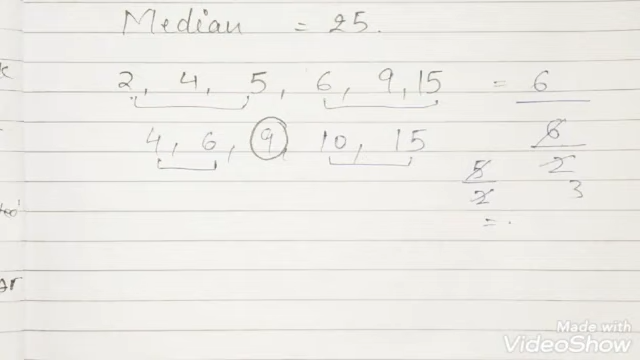 Median = 25.
2, 4, 5, 6, 9, 15 = 6
4, 6, 9, 10, 15
6
2
3
5
2
= .
Made with
VideoShow